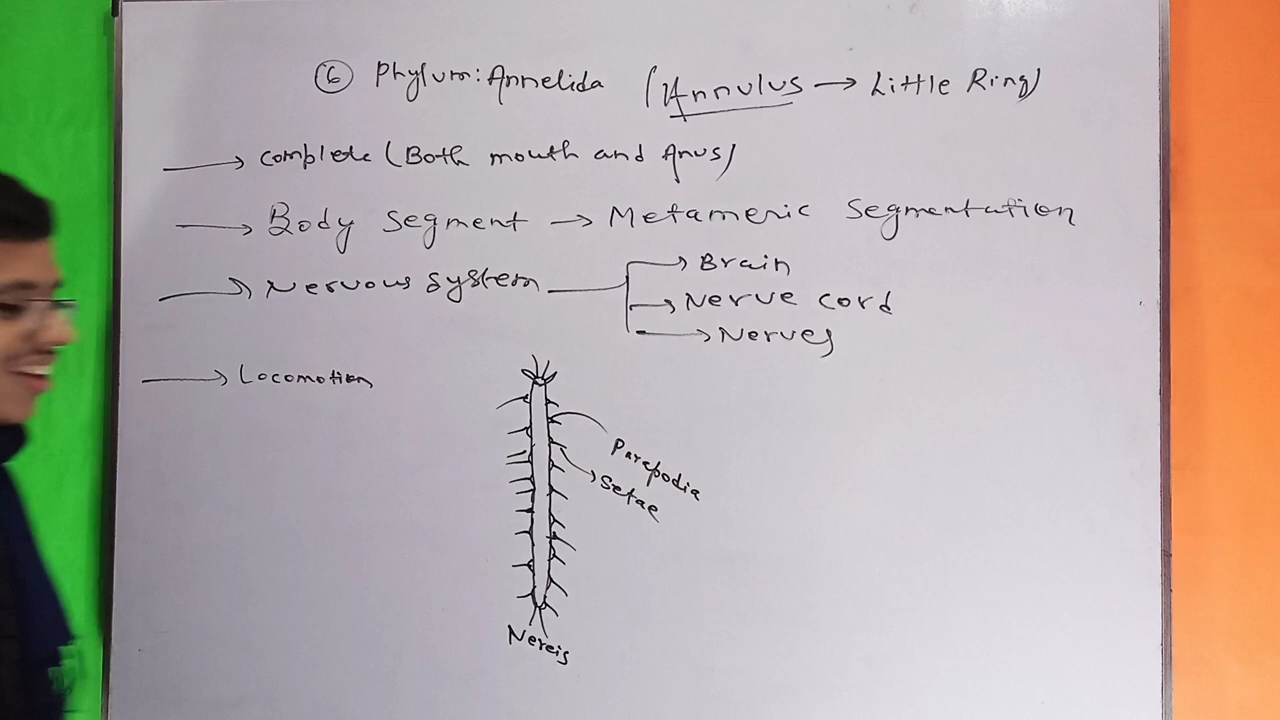 ⑥ Phylum: Annelida (Annulus → Little Ring)
→ complete (Both mouth and Anus)
→ Body segment → Metameric Segmentation
→ Nervous system → Brain
→ Nerve cord
→ Nerves
→ Locomotion
Parapodia
Setae
Nereis